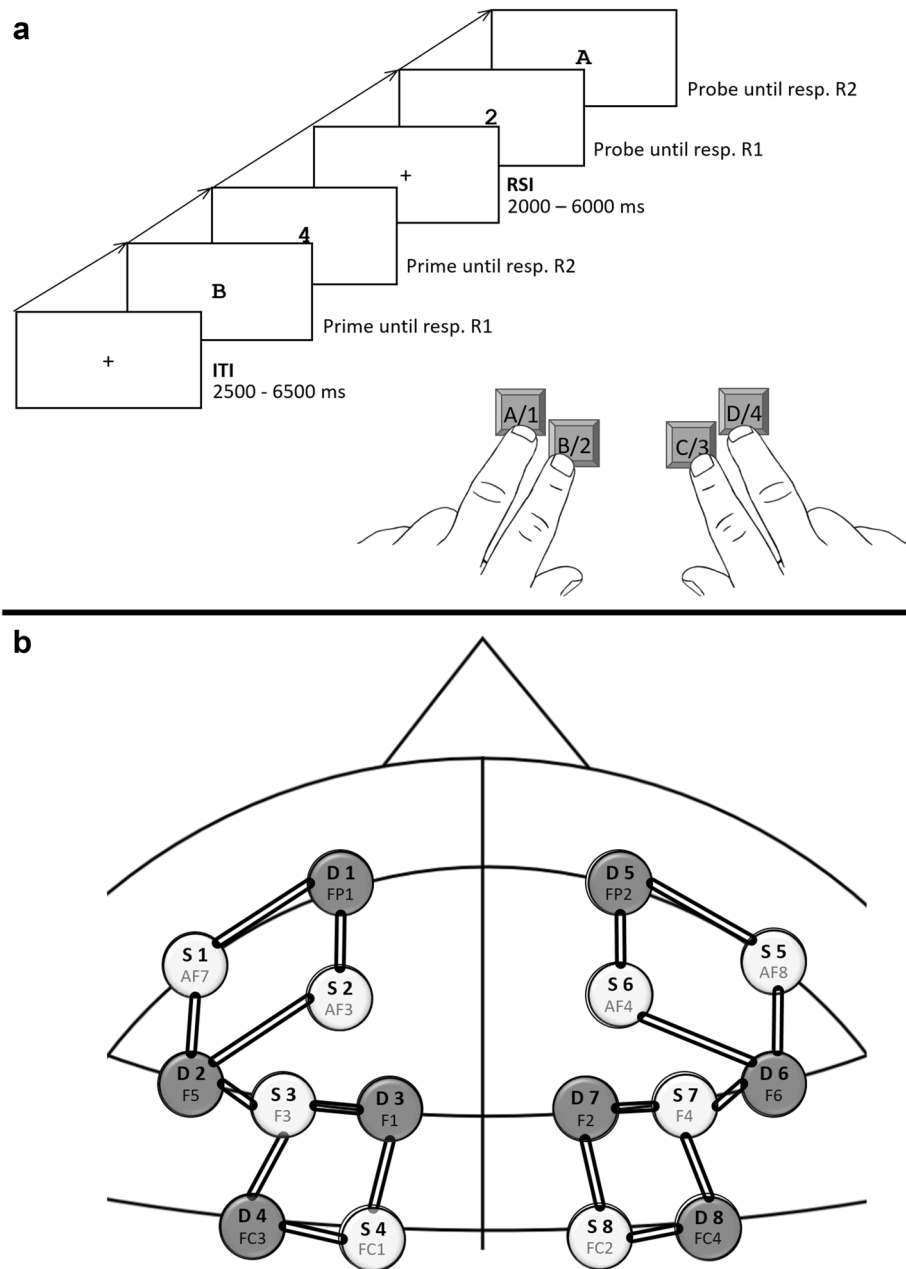 a
A
Probe until resp. R2
2
Probe until resp. R1
+
RSI
2000 – 6000 ms
4
Prime until resp. R2
B
Prime until resp. R1
+
ITI
2500 - 6500 ms
A/1
B/2
C/3
D/4
b
D 1
FP1
D 5
FP2
S 1
AF7
S 2
AF3
S 6
AF4
S 5
AF8
D 2
F5
S 3
F3
D 3
F1
D 7
F2
S 7
F4
D 6
F6
D 4
FC3
S 4
FC1
S 8
FC2
D 8
FC4